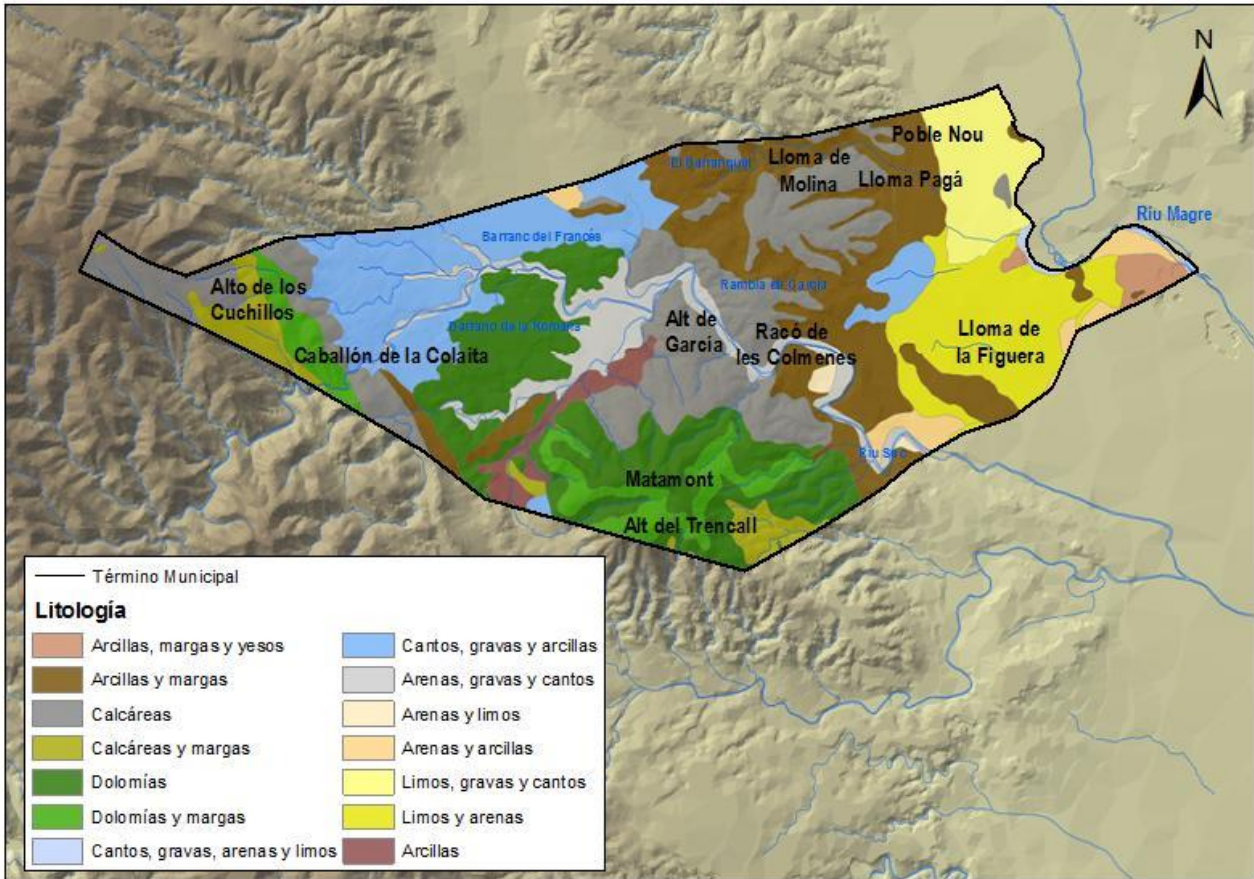 N
Poble Nou
Lloma de
Molina
Lloma Pagá
El Barranquet
Riu Magre
Barranc del Francés
Alto de los
Cuchillos
Rambla de García
Barranc de la Romana
Alt de
García
Racó de
les Colmenes
Lloma de
la Figuera
Caballón de la Colaita
Riu Sec
Matamont
Alt del Trencall
Término Municipal
Litología
Arcillas, margas y yesos
Arcillas y margas
Calcáreas
Calcáreas y margas
Dolomías
Dolomías y margas
Cantos, gravas, arenas y limos
Cantos, gravas y arcillas
Arenas, gravas y cantos
Arenas y limos
Arenas y arcillas
Limos, gravas y cantos
Limos y arenas
Arcillas